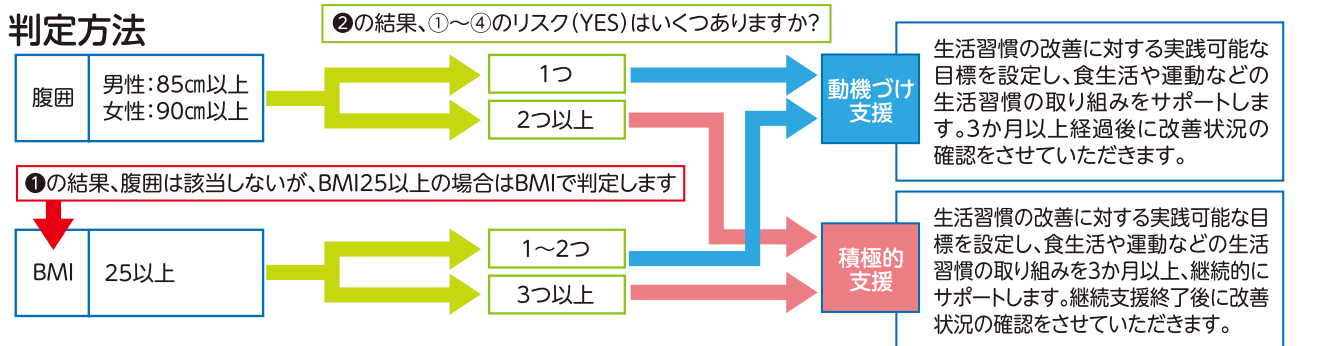 判定方法
❷の結果、①~④のリスク(YES)はいくつありますか?
腹囲
男性:85㎝以上
女性:90㎝以上
1つ
2つ以上
動機づけ
支援
生活習慣の改善に対する実践可能な
目標を設定し、食生活や運動などの
生活習慣の取り組みをサポートしま
す。3か月以上経過後に改善状況の
確認をさせていただきます。
❶の結果、腹囲は該当しないが、BMI25以上の場合はBMIで判定します
BMI
25以上
1~2つ
3つ以上
積極的
支援
生活習慣の改善に対する実践可能な目
標を設定し、食生活や運動などの生活
習慣の取り組みを3か月以上、継続的に
サポートします。継続支援終了後に改善
状況の確認をさせていただきます。